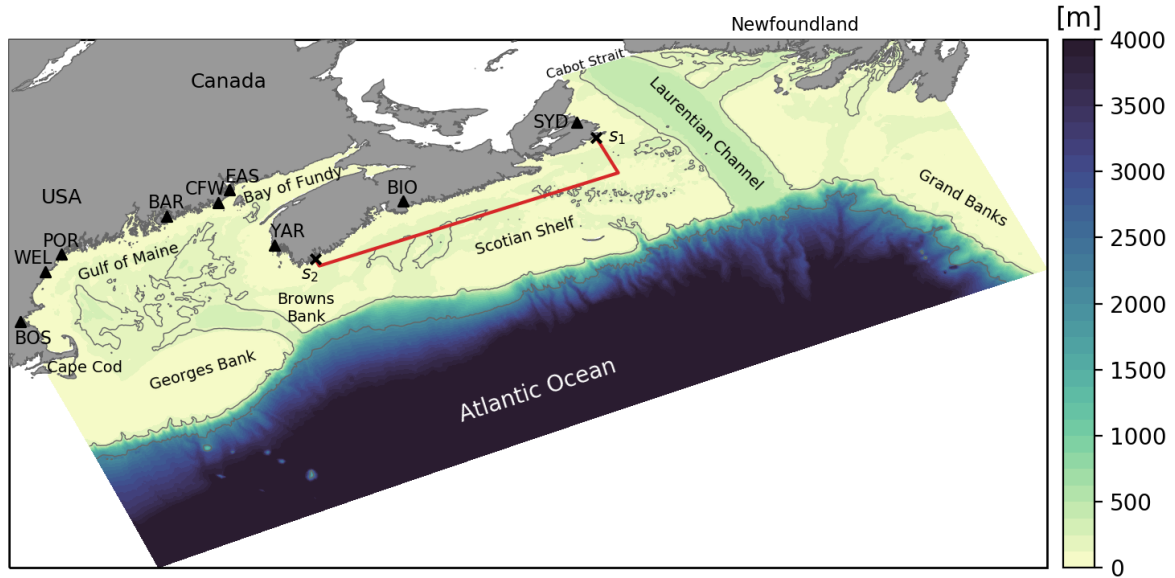 Newfoundland
[m]
Cabot Strait
Canada
Laurentian Channel
SYD
s1
EAS
Bay of Fundy
CFW
USA
BAR
BIO
Grand Banks
YAR
POR
Gulf of Maine
Scotian Shelf
WEL
s2
Browns
Bank
BOS
Cape Cod
Georges Bank
Atlantic Ocean
4000
3500
3000
2500
2000
1500
1000
500
0